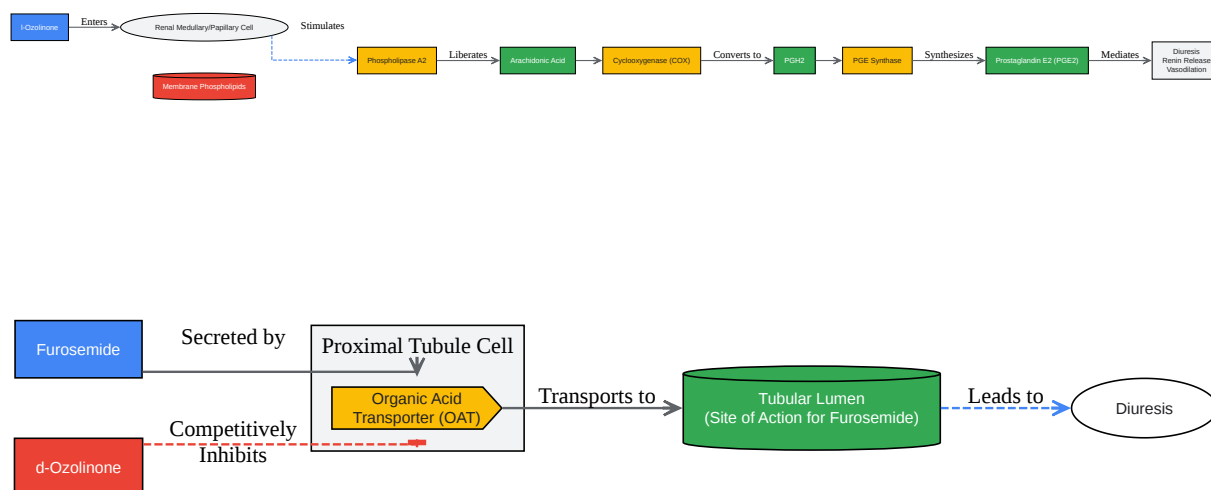 l-Ozolinone
Enters
Renal Medullary/Papillary Cell
Stimulates
Phospholipase A2
Liberates
Arachidonic Acid
Cyclooxygenase (COX)
Converts to
PGH2
PGE Synthase
Synthesizes
Prostaglandin E2 (PGE2)
Mediates
Diuresis
Renin Release
Vasodilation
Membrane Phospholipids
Furosemide
Secreted by
Proximal Tubule Cell
Organic Acid
Transporter (OAT)
Transports to
Tubular Lumen
(Site of Action for Furosemide)
Leads to
Diuresis
d-Ozolinone
Competitively
Inhibits